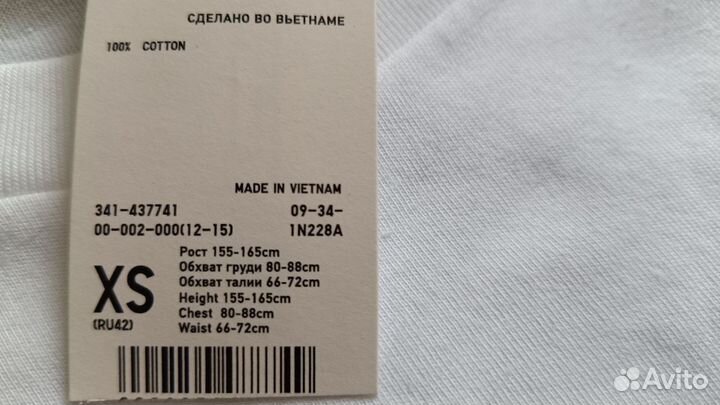 СДЕЛАНО ВО ВЬЕТНАМЕ
100% COTTON
MADE IN VIETNAM
341-437741 09-34-
00-002-000(12-15) 1N228A
XS
(RU42)
Рост 155-165cm
Обхват груди 80-88cm
Обхват талии 66-72cm
Height 155-165cm
Chest 80-88cm
Waist 66-72cm
Avito